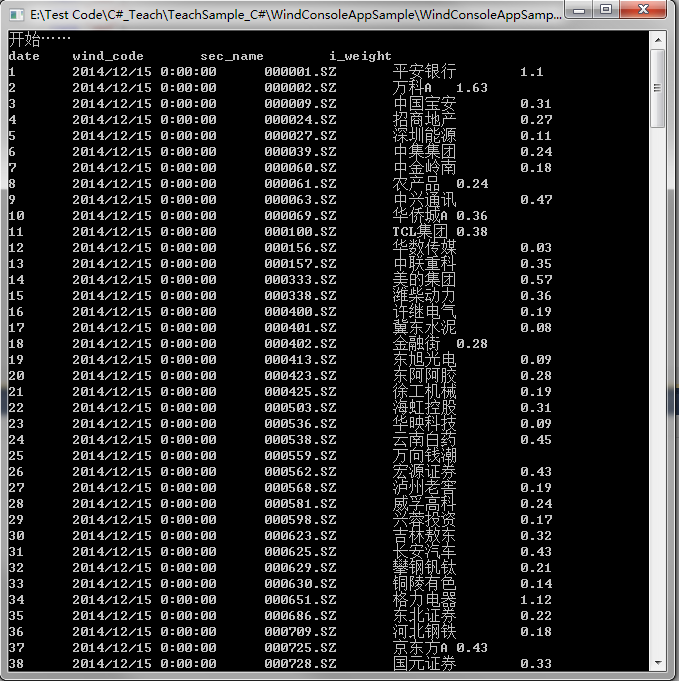 E:\Test Code\C#_Teach\TeachSample_C#\WindConsoleAppSample\WindConsoleAppSamp...
开始……
date wind_code sec_name i_weight
1 2014/12/15 0:00:00 000001.SZ 平安银行 1.1
2 2014/12/15 0:00:00 000002.SZ 万科A 1.63
3 2014/12/15 0:00:00 000009.SZ 中国宝安 0.31
4 2014/12/15 0:00:00 000024.SZ 招商地产 0.27
5 2014/12/15 0:00:00 000027.SZ 深圳能源 0.11
6 2014/12/15 0:00:00 000039.SZ 中集集团 0.24
7 2014/12/15 0:00:00 000060.SZ 中金岭南 0.18
8 2014/12/15 0:00:00 000061.SZ 农产品 0.24
9 2014/12/15 0:00:00 000063.SZ 中兴通讯 0.47
10 2014/12/15 0:00:00 000069.SZ 华侨城A 0.36
11 2014/12/15 0:00:00 000100.SZ TCL集团 0.38
12 2014/12/15 0:00:00 000156.SZ 华数传媒 0.03
13 2014/12/15 0:00:00 000157.SZ 中联重科 0.35
14 2014/12/15 0:00:00 000333.SZ 美的集团 0.57
15 2014/12/15 0:00:00 000338.SZ 潍柴动力 0.36
16 2014/12/15 0:00:00 000400.SZ 许继电气 0.19
17 2014/12/15 0:00:00 000401.SZ 冀东水泥 0.08
18 2014/12/15 0:00:00 000402.SZ 金融街 0.28
19 2014/12/15 0:00:00 000413.SZ 东旭光电 0.09
20 2014/12/15 0:00:00 000423.SZ 东阿阿胶 0.28
21 2014/12/15 0:00:00 000425.SZ 徐工机械 0.19
22 2014/12/15 0:00:00 000503.SZ 海虹控股 0.31
23 2014/12/15 0:00:00 000536.SZ 华映科技 0.09
24 2014/12/15 0:00:00 000538.SZ 云南白药 0.45
25 2014/12/15 0:00:00 000559.SZ 万向钱潮
26 2014/12/15 0:00:00 000562.SZ 宏源证券 0.43
27 2014/12/15 0:00:00 000568.SZ 泸州老窖 0.19
28 2014/12/15 0:00:00 000581.SZ 威孚高科 0.24
29 2014/12/15 0:00:00 000598.SZ 兴蓉投资 0.17
30 2014/12/15 0:00:00 000623.SZ 吉林敖东 0.32
31 2014/12/15 0:00:00 000625.SZ 长安汽车 0.43
32 2014/12/15 0:00:00 000629.SZ 攀钢钒钛 0.21
33 2014/12/15 0:00:00 000630.SZ 铜陵有色 0.14
34 2014/12/15 0:00:00 000651.SZ 格力电器 1.12
35 2014/12/15 0:00:00 000686.SZ 东北证券 0.22
36 2014/12/15 0:00:00 000709.SZ 河北钢铁 0.18
37 2014/12/15 0:00:00 000725.SZ 京东方A 0.43
38 2014/12/15 0:00:00 000728.SZ 国元证券 0.33